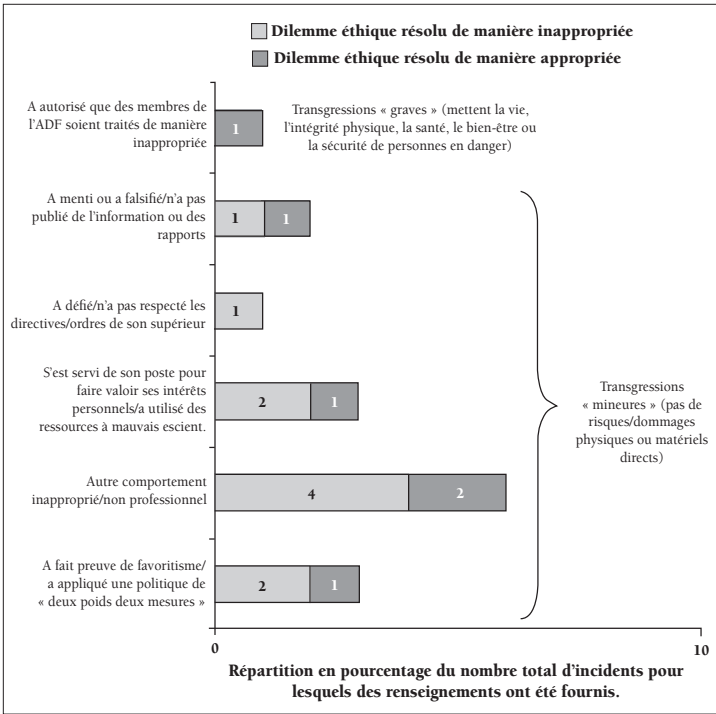 Dilemme éthique résolu de manière inappropriée
Dilemme éthique résolu de manière appropriée
A autorisé que des membres de
l'ADF soient traités de manière
inappropriée
1
Transgressions « graves » (mettent la vie,
l'intégrité physique, la santé, le bien-être ou
la sécurité de personnes en danger)
A menti ou a falsifié/n'a pas
publié de l'information ou des
rapports
1 1
A défié/n'a pas respecté les
directives/ordres de son supérieur
1
S'est servi de son poste pour
faire valoir ses intérêts
personnels/a utilisé des
ressources à mauvais escient.
2 1
Transgressions
« mineures » (pas de
risques/dommages
physiques ou matériels
directs)
Autre comportement
inapproprié/non professionnel
4 2
A fait preuve de favoritisme/
a appliqué une politique de
« deux poids deux mesures »
2 1
0 10
Répartition en pourcentage du nombre total d'incidents pour
lesquels des renseignements ont été fournis.